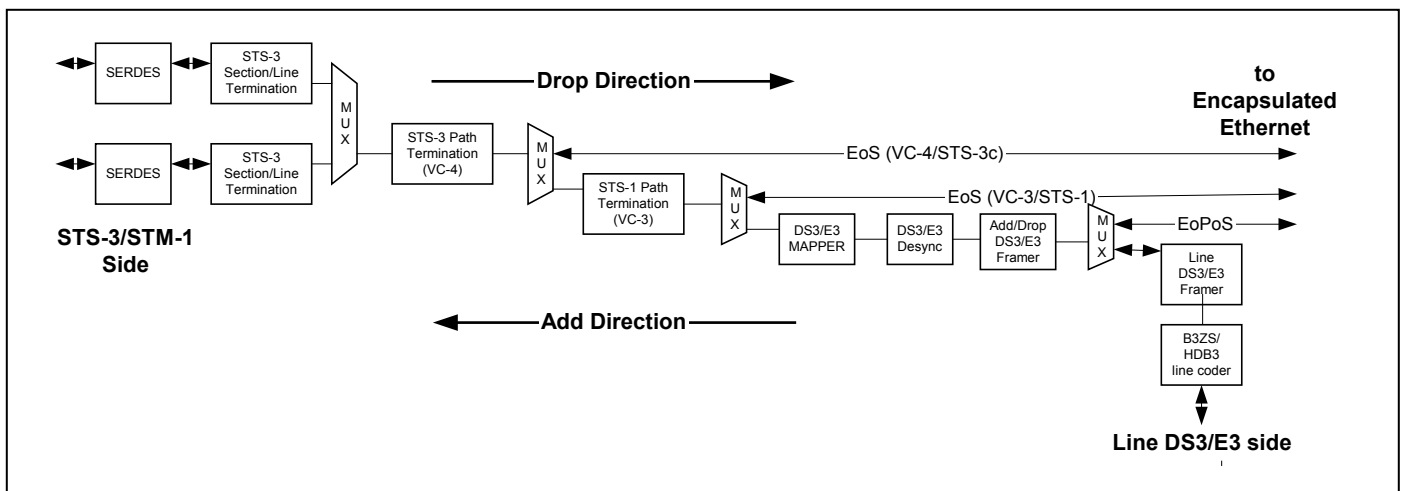 SERDES
STS-3
Section/Line
Termination
M
U
X
Drop Direction
to
Encapsulated
Ethernet
SERDES
STS-3
Section/Line
Termination
STS-3 Path
Termination
(VC-4)
M
U
X
EoS (VC-4/STS-3c)
STS-1 Path
Termination
(VC-3)
M
U
X
EoS (VC-3/STS-1)
STS-3/STM-1
Side
DS3/E3
MAPPER
DS3/E3
Desync
Add/Drop
DS3/E3
Framer
M
U
X
EoPoS
Line
DS3/E3
Framer
Add Direction
B3ZS/
HDB3
line coder
Line DS3/E3 side